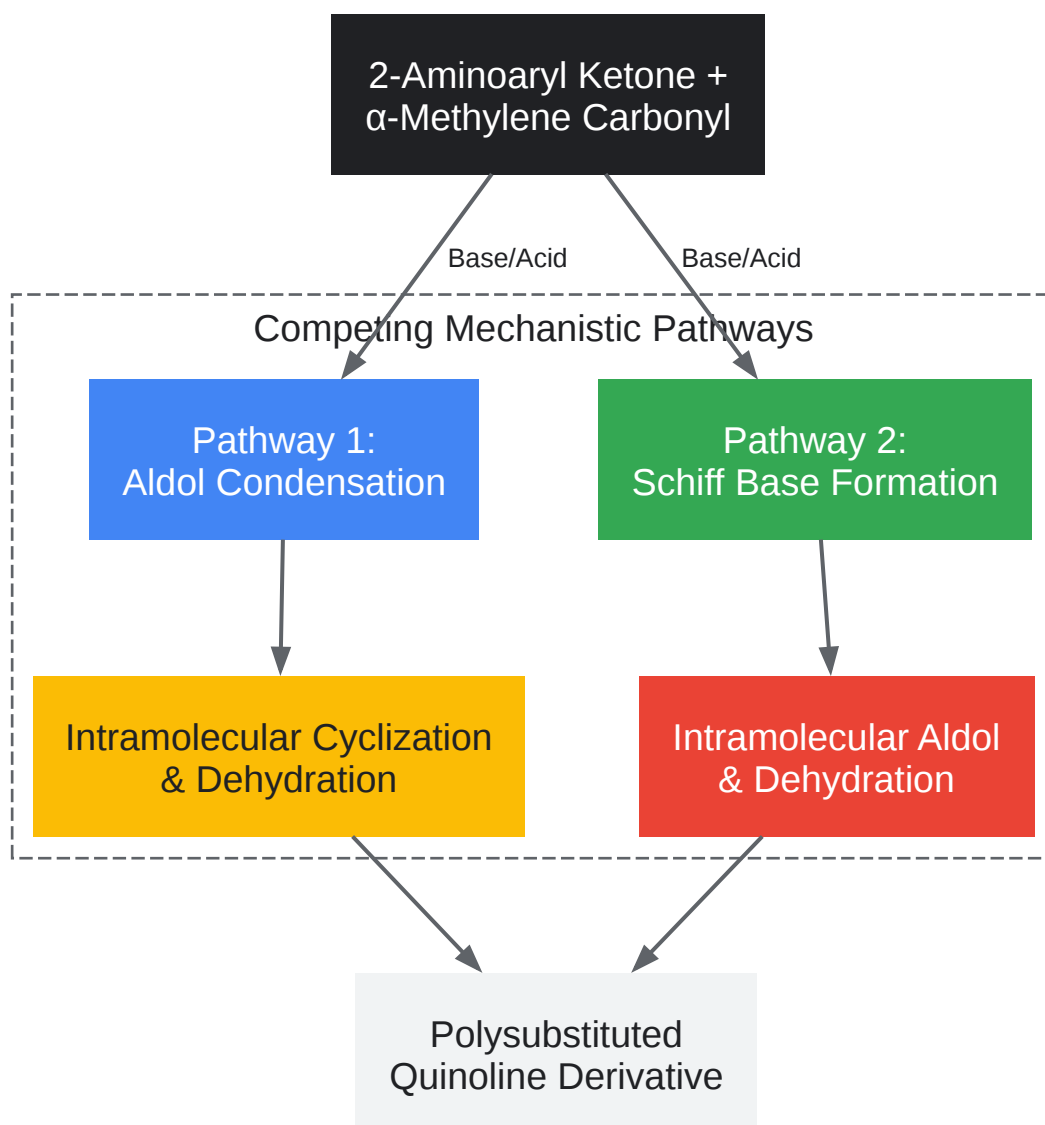 2-Aminoaryl Ketone +
α-Methylene Carbonyl
Base/Acid
Base/Acid
Competing Mechanistic Pathways
Pathway 1:
Aldol Condensation
Pathway 2:
Schiff Base Formation
Intramolecular Cyclization
& Dehydration
Intramolecular Aldol
& Dehydration
Polysubstituted
Quinoline Derivative